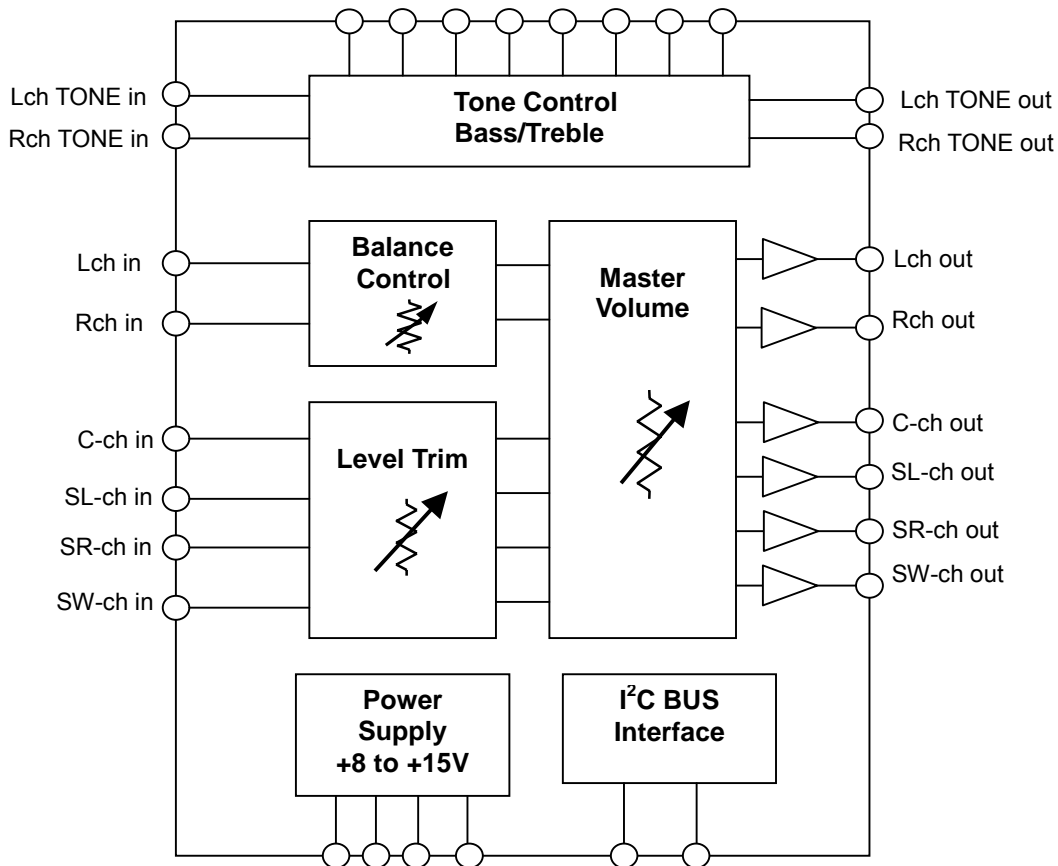 Tone Control
Bass/Treble
Lch TONE in
Rch TONE in
Lch TONE out
Rch TONE out
Lch in
Rch in
Balance
Control
Master
Volume
Lch out
Rch out
C-ch in
SL-ch in
SR-ch in
SW-ch in
Level Trim
C-ch out
SL-ch out
SR-ch out
SW-ch out
Power
Supply
+8 to +15V
I²C BUS
Interface